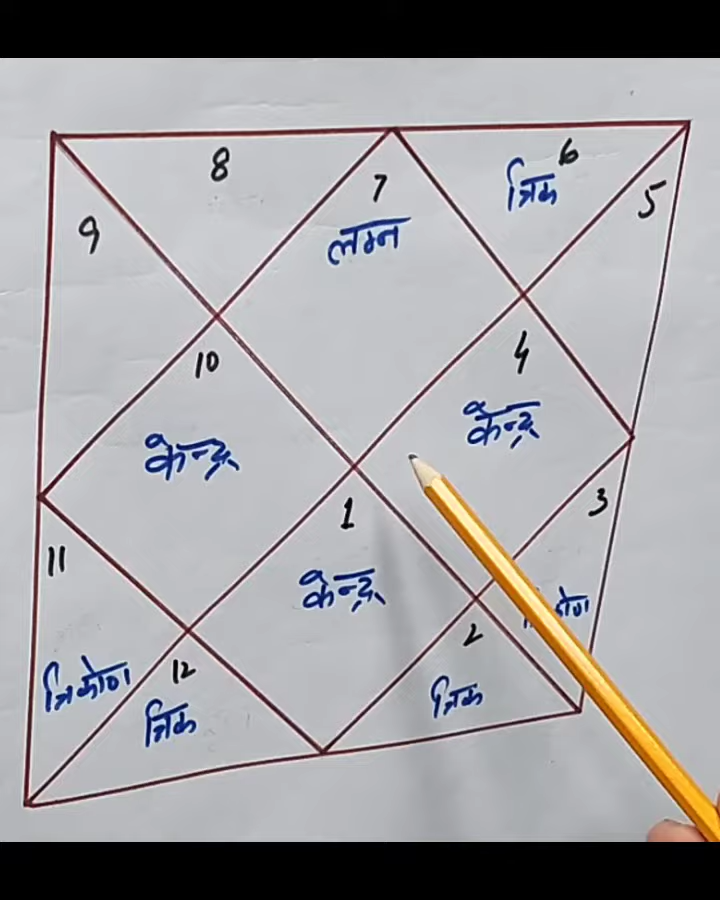 8
7
6
लग्न
त्रिक
9
5
10
4
केन्द्र
केन्द्र
1
3
11
केन्द्र
2
12
त्रिकोण
त्रिक
त्रिक